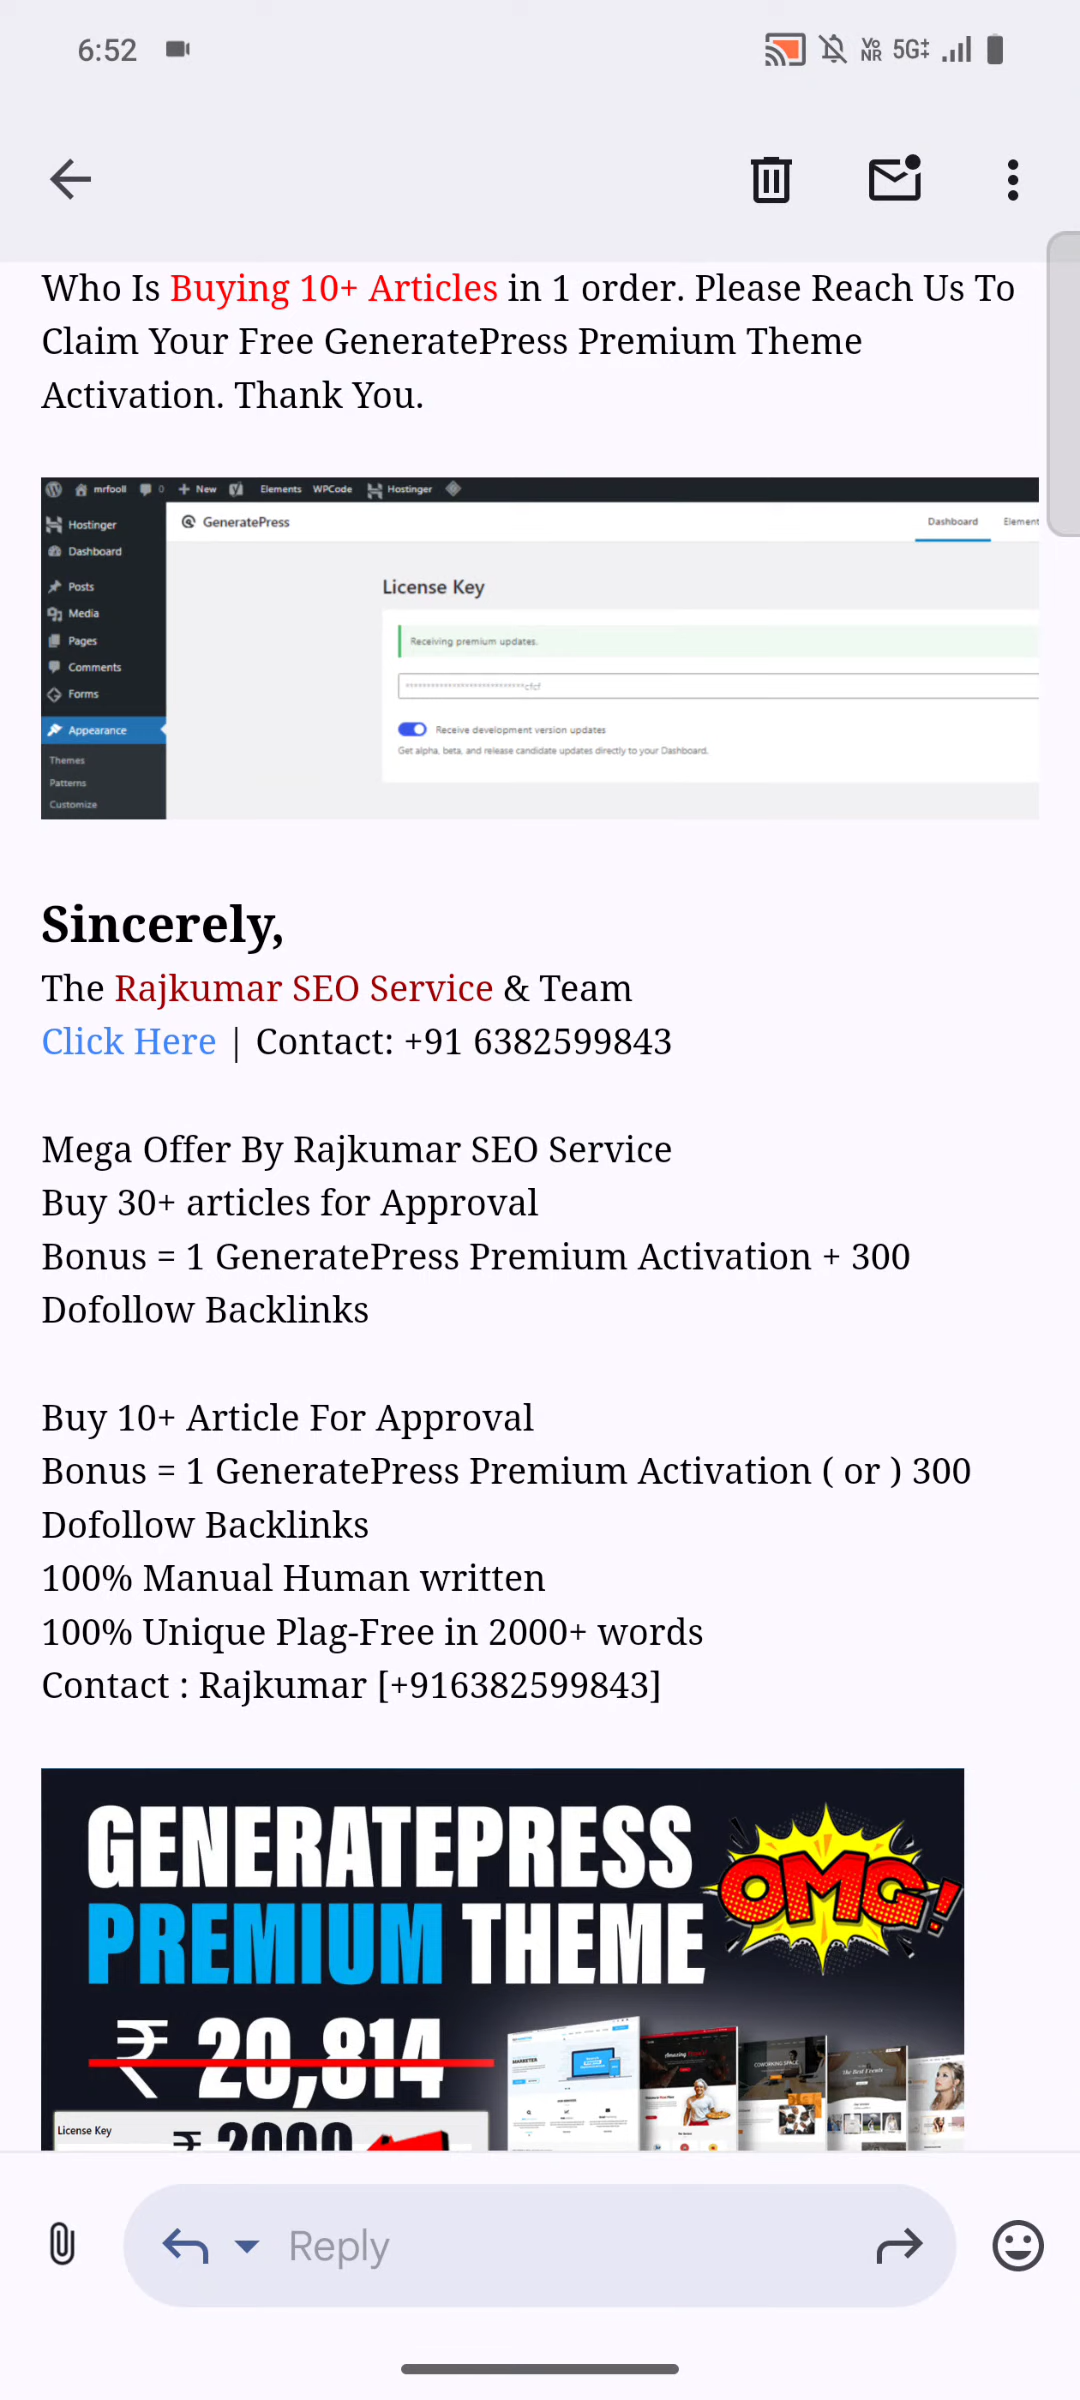 6:52
Vo NR 5G‡
Who Is Buying 10+ Articles in 1 order. Please Reach Us To
Claim Your Free GeneratePress Premium Theme
Activation. Thank You.
mrfooll 0 New Elements WPCode Hostinger
Hostinger
GeneratePress
Dashboard Element
Dashboard
Posts
License Key
Media
Pages
Receiving premium updates.
Comments
Forms
Appearance
Receive development version updates
Get alpha, beta, and release candidate updates directly to your Dashboard.
Themes
Patterns
Customize
Sincerely,
The Rajkumar SEO Service & Team
Click Here | Contact: +91 6382599843
Mega Offer By Rajkumar SEO Service
Buy 30+ articles for Approval
Bonus = 1 GeneratePress Premium Activation + 300
Dofollow Backlinks
Buy 10+ Article For Approval
Bonus = 1 GeneratePress Premium Activation ( or ) 300
Dofollow Backlinks
100% Manual Human written
100% Unique Plag-Free in 2000+ words
Contact : Rajkumar [+916382599843]
GENERATEPRESS
PREMIUM THEME
OMG!
₹ 20,814
License Key
₹ 2000
Reply